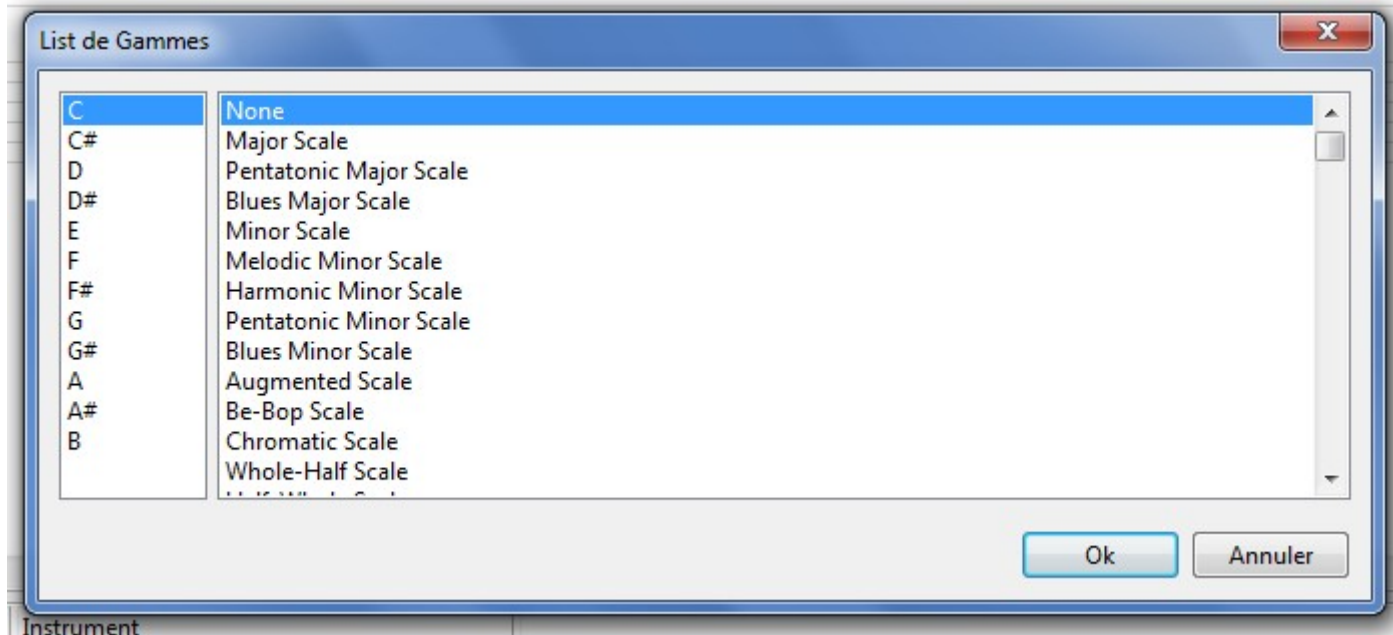 List de Gammes
C
C#
D
D#
E
F
F#
G
G#
A
A#
B
None
Major Scale
Pentatonic Major Scale
Blues Major Scale
Minor Scale
Melodic Minor Scale
Harmonic Minor Scale
Pentatonic Minor Scale
Blues Minor Scale
Augmented Scale
Be-Bop Scale
Chromatic Scale
Whole-Half Scale
Ok
Annuler
Instrument